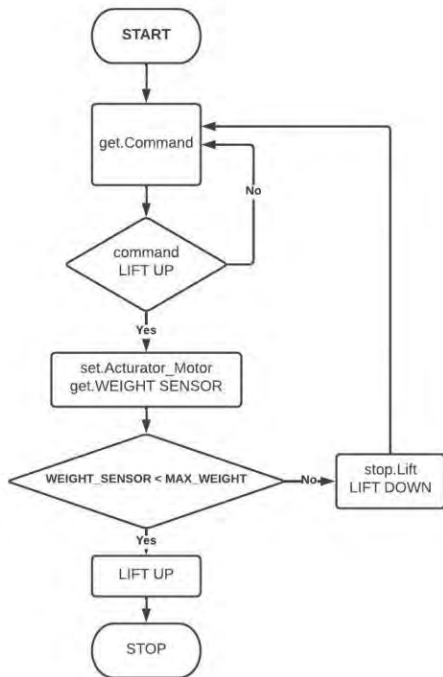 START
get.Command
No
command
LIFT UP
Yes
set.Acturator_Motor
get.WEIGHT SENSOR
WEIGHT_SENSOR < MAX_WEIGHT
No
stop.Lift
LIFT DOWN
Yes
LIFT UP
STOP